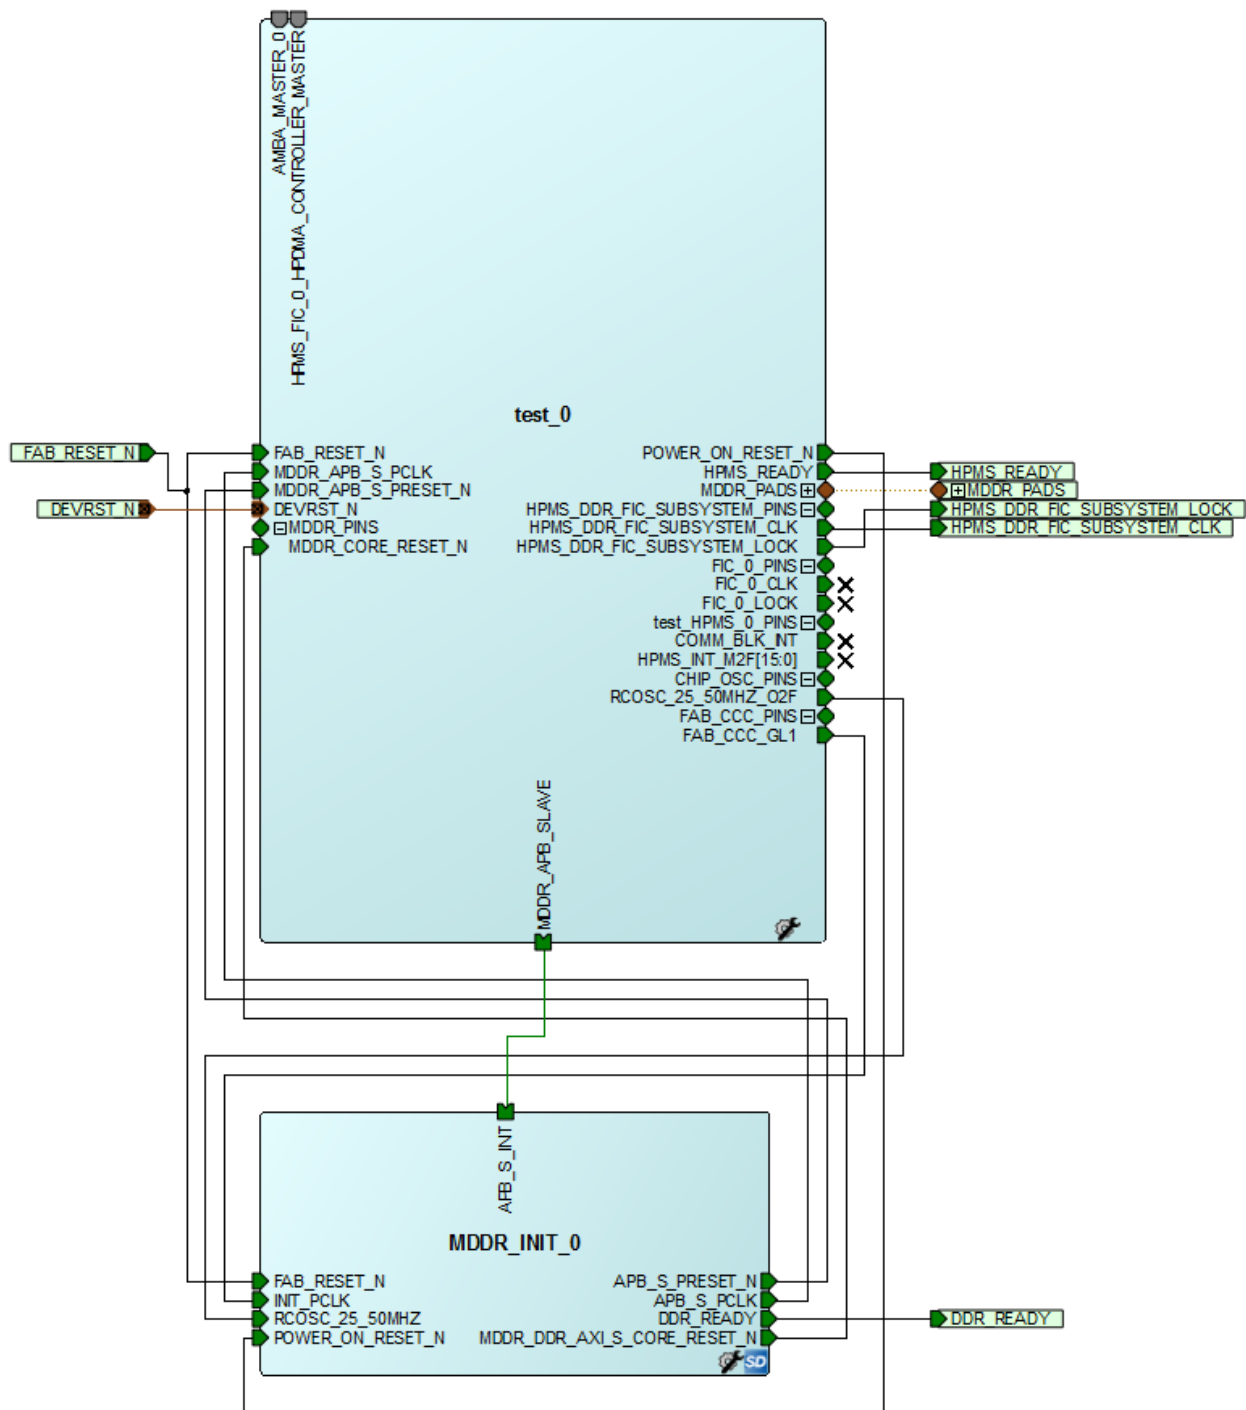 AMBA_MASTER_0
HPMS_FIC_0_HPDMA_CONTROLLER_MASTER
test_0
FAB_RESET_N
DEVRST_N
FAB_RESET_N
MDDR_APB_S_PCLK
MDDR_APB_S_PRESET_N
DEVRST_N
MDDR_PINS
MDDR_CORE_RESET_N
POWER_ON_RESET_N
HPMS_READY
MDDR_PADS
HPMS_DDR_FIC_SUBSYSTEM_PINS
HPMS_DDR_FIC_SUBSYSTEM_CLK
HPMS_DDR_FIC_SUBSYSTEM_LOCK
FIC_0_PINS
FIC_0_CLK
FIC_0_LOCK
test_HPMS_0_PINS
COMM_BLK_INT
HPMS_INT_M2F[15:0]
CHIP_OSC_PINS
RCOSC_25_50MHZ_O2F
FAB_CCC_PINS
FAB_CCC_GL1
HPMS_READY
MDDR_PADS
HPMS_DDR_FIC_SUBSYSTEM_LOCK
HPMS_DDR_FIC_SUBSYSTEM_CLK
MDDR_APB_SLAVE
APB_S_INT
MDDR_INIT_0
FAB_RESET_N
INIT_PCLK
RCOSC_25_50MHZ
POWER_ON_RESET_N
APB_S_PRESET_N
APB_S_PCLK
DDR_READY
MDDR_DDR_AXI_S_CORE_RESET_N
SD
DDR_READY